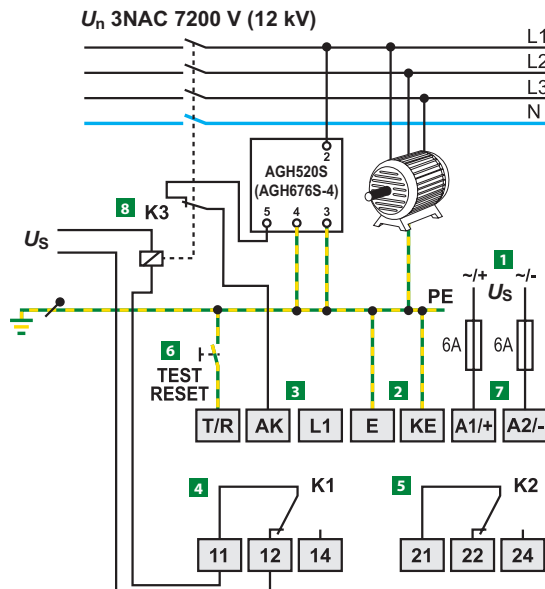 Un 3NAC 7200 V (12 kV)
L1
L2
L3
N
2
AGH520S
(AGH676S-4)
5 4 3
8 K3
US
1
~/+ ~/-
US
PE
6A 6A
6
TEST
RESET
3 2 7
T/R AK L1 E KE A1/+ A2/-
4 K1 5 K2
11 12 14 21 22 24